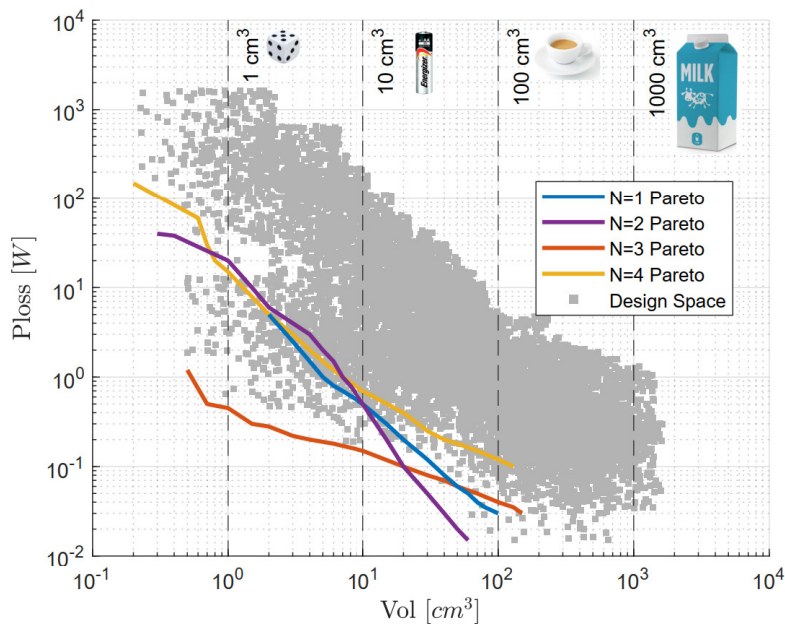 10^4
10^3
10^2
10^1
10^0
10^-1
10^-2
Ploss [W]
1 cm^3
10 cm^3
Energizer
100 cm^3
1000 cm^3
MILK
N=1 Pareto
N=2 Pareto
N=3 Pareto
N=4 Pareto
Design Space
10^-1
10^0
10^1
10^2
10^3
10^4
Vol [cm^3]